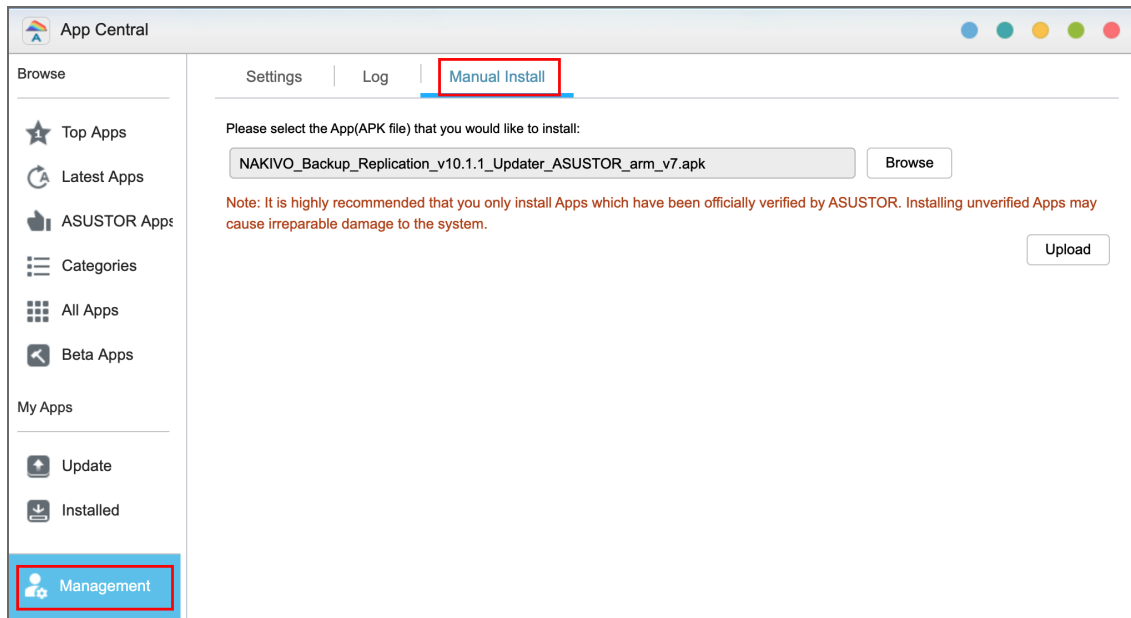 App Central
Browse
Top Apps
Latest Apps
ASUSTOR Apps
Categories
All Apps
Beta Apps
My Apps
Update
Installed
Management
Settings
Log
Manual Install
Please select the App(APK file) that you would like to install:
NAKIVO_Backup_Replication_v10.1.1_Updater_ASUSTOR_arm_v7.apk
Browse
Note: It is highly recommended that you only install Apps which have been officially verified by ASUSTOR. Installing unverified Apps may
cause irreparable damage to the system.
Upload